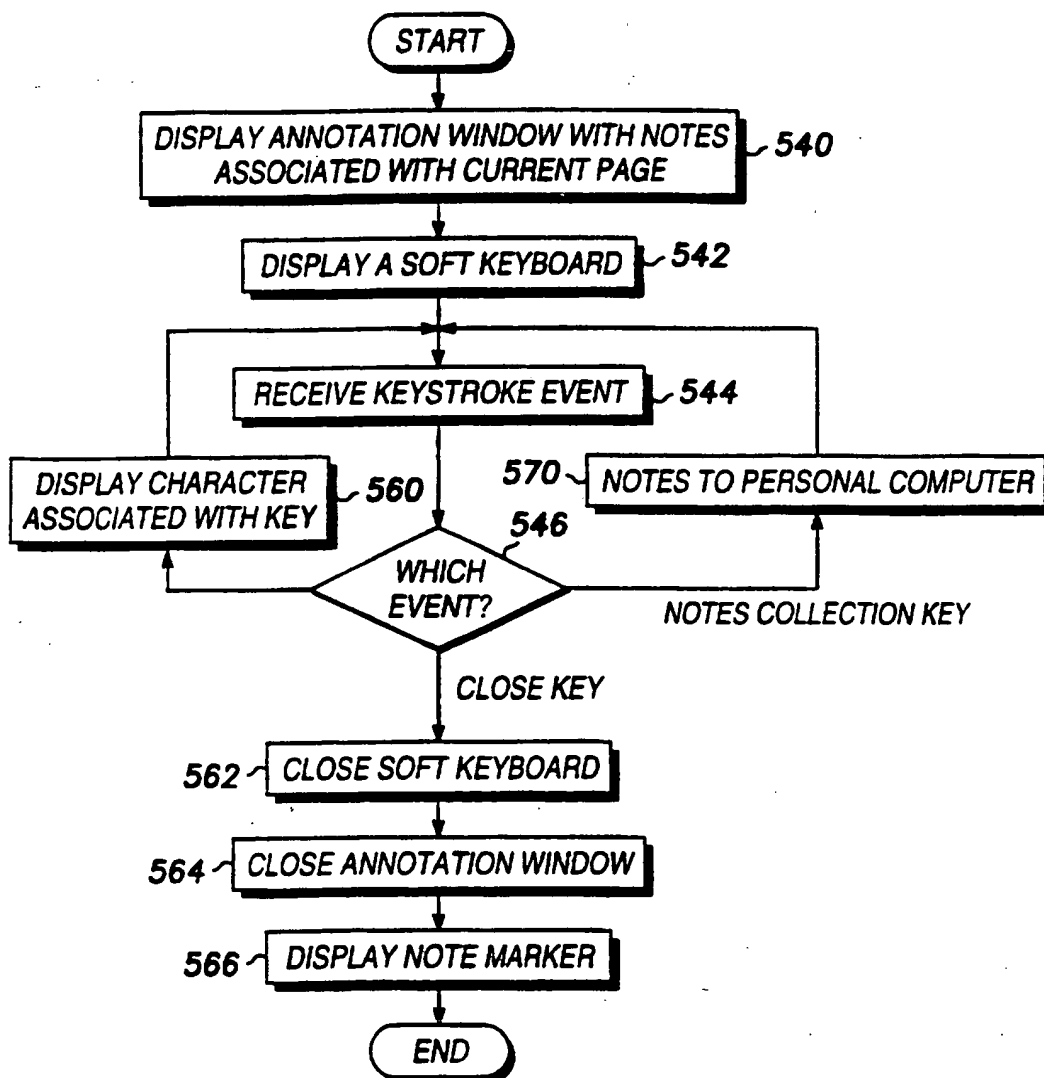 START
DISPLAY ANNOTATION WINDOW WITH NOTES
ASSOCIATED WITH CURRENT PAGE
540
DISPLAY A SOFT KEYBOARD
542
RECEIVE KEYSTROKE EVENT
544
DISPLAY CHARACTER
ASSOCIATED WITH KEY
560
570
NOTES TO PERSONAL COMPUTER
546
WHICH
EVENT?
NOTES COLLECTION KEY
CLOSE KEY
562
CLOSE SOFT KEYBOARD
564
CLOSE ANNOTATION WINDOW
566
DISPLAY NOTE MARKER
END